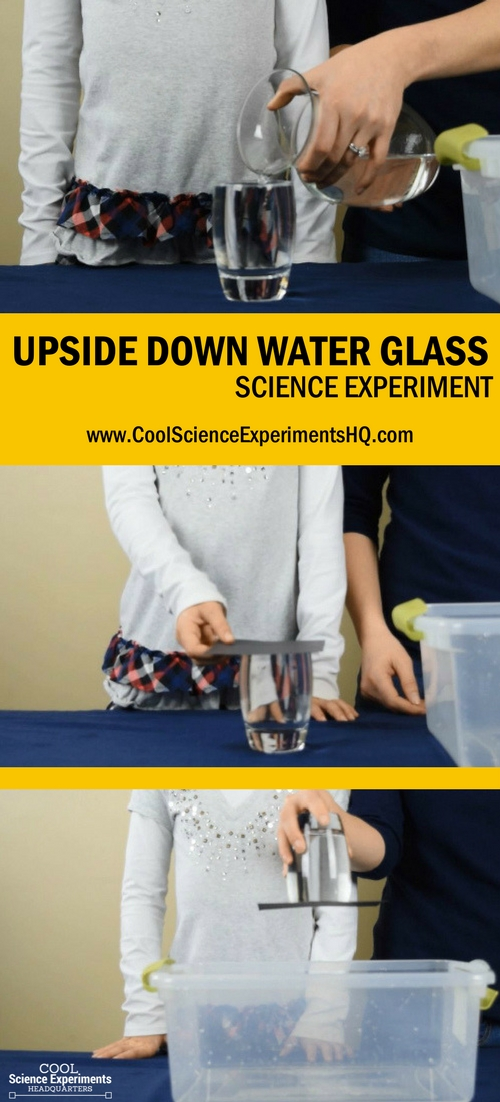 UPSIDE DOWN WATER GLASS
SCIENCE EXPERIMENT
www.CoolScienceExperimentsHQ.com
COOL
Science Experiments
HEADQUARTERS